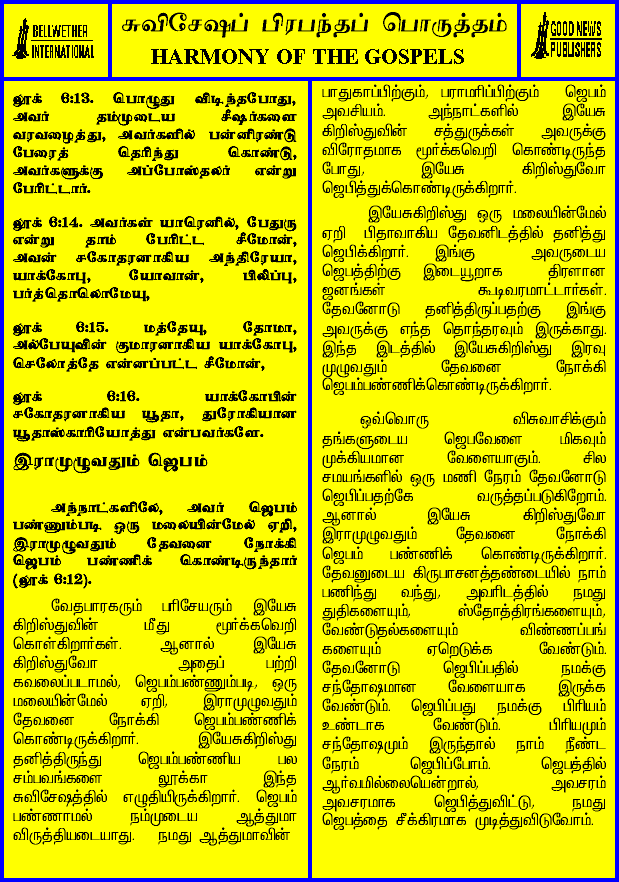 BELLWETHER
INTERNATIONAL
சுவிசேஷப் பிரபந்தப் பொருத்தம்
HARMONY OF THE GOSPELS
GOOD NEWS
PUBLISHERS
லூக் 6:13. பொழுது விடிந்தபோது,
அவர் தம்முடைய சீஷர்களை
வரவழைத்து, அவர்களில் பன்னிரண்டு
பேரைத் தெரிந்து கொண்டு,
அவர்களுக்கு அப்போஸ்தலர் என்று
பேரிட்டார்.
லூக் 6:14. அவர்கள் யாரெனில், பேதுரு
என்று தாம் பேரிட்ட சீமோன்,
அவன் சகோதரனாகிய அந்திரேயா,
யாக்கோபு, யோவான், பிலிப்பு,
பர்த்தொலொமேயு,
லூக் 6:15. மத்தேயு, தோமா,
அல்பேயுவின் குமாரனாகிய யாக்கோபு,
செலோத்தே என்னப்பட்ட சீமோன்,
லூக் 6:16. யாக்கோபின்
சகோதரனாகிய யூதா, துரோகியான
யூதாஸ்காரியோத்து என்பவர்களே.
இராமுழுவதும் ஜெபம்
அந்நாட்களிலே, அவர் ஜெபம்
பண்ணும்படி ஒரு மலையின்மேல் ஏறி,
இராமுழுவதும் தேவனை நோக்கி
ஜெபம் பண்ணிக் கொண்டிருந்தார்
(லூக் 6:12).
வேதபாரகரும் பரிசேயரும் இயேசு
கிறிஸ்துவின் மீது மூர்க்கவெறி
கொள்கிறார்கள். ஆனால் இயேசு
கிறிஸ்துவோ அதைப் பற்றி
கவலைப்படாமல், ஜெபம்பண்ணும்படி, ஒரு
மலையின்மேல் ஏறி, இராமுழுவதும்
தேவனை நோக்கி ஜெபம்பண்ணிக்
கொண்டிருக்கிறார். இயேசுகிறிஸ்து
தனித்திருந்து ஜெபம்பண்ணிய பல
சம்பவங்களை லூக்கா இந்த
சுவிசேஷத்தில் எழுதியிருக்கிறார். ஜெபம்
பண்ணாமல் நம்முடைய ஆத்துமா
விருத்தியடையாது. நமது ஆத்துமாவின்
பாதுகாப்பிற்கும், பராமரிப்பிற்கும் ஜெபம்
அவசியம். அந்நாட்களில் இயேசு
கிறிஸ்துவின் சத்துருக்கள் அவருக்கு
விரோதமாக மூர்க்கவெறி கொண்டிருந்த
போது, இயேசு கிறிஸ்துவோ
ஜெபித்துக்கொண்டிருக்கிறார்.
இயேசுகிறிஸ்து ஒரு மலையின்மேல்
ஏறி பிதாவாகிய தேவனிடத்தில் தனித்து
ஜெபிக்கிறார். இங்கு அவருடைய
ஜெபத்திற்கு இடையூறாக திரளான
ஜனங்கள் கூடிவரமாட்டார்கள்.
தேவனோடு தனித்திருப்பதற்கு இங்கு
அவருக்கு எந்த தொந்தரவும் இருக்காது.
இந்த இடத்தில் இயேசுகிறிஸ்து இரவு
முழுவதும் தேவனை நோக்கி
ஜெபம்பண்ணிக்கொண்டிருக்கிறார்.
ஒவ்வொரு விசுவாசிக்கும்
தங்களுடைய ஜெபவேளை மிகவும்
முக்கியமான வேளையாகும். சில
சமயங்களில் ஒரு மணி நேரம் தேவனோடு
ஜெபிப்பதற்கே வருத்தப்படுகிறோம்.
ஆனால் இயேசு கிறிஸ்துவோ
இராமுழுவதும் தேவனை நோக்கி
ஜெபம் பண்ணிக் கொண்டிருக்கிறார்.
தேவனுடைய கிருபாசனத்தண்டையில் நாம்
பணிந்து வந்து, அவரிடத்தில் நமது
துதிகளையும், ஸ்தோத்திரங்களையும்,
வேண்டுதல்களையும் விண்ணப்பங்
களையும் ஏறெடுக்க வேண்டும்.
தேவனோடு ஜெபிப்பதில் நமக்கு
சந்தோஷமான வேளையாக இருக்க
வேண்டும். ஜெபிப்பது நமக்கு பிரியம்
உண்டாக வேண்டும். பிரியமும்
சந்தோஷமும் இருந்தால் நாம் நீண்ட
நேரம் ஜெபிப்போம். ஜெபத்தில்
ஆர்வமில்லையென்றால், அவசரம்
அவசரமாக ஜெபித்துவிட்டு, நமது
ஜெபத்தை சீக்கிரமாக முடித்துவிடுவோம்.